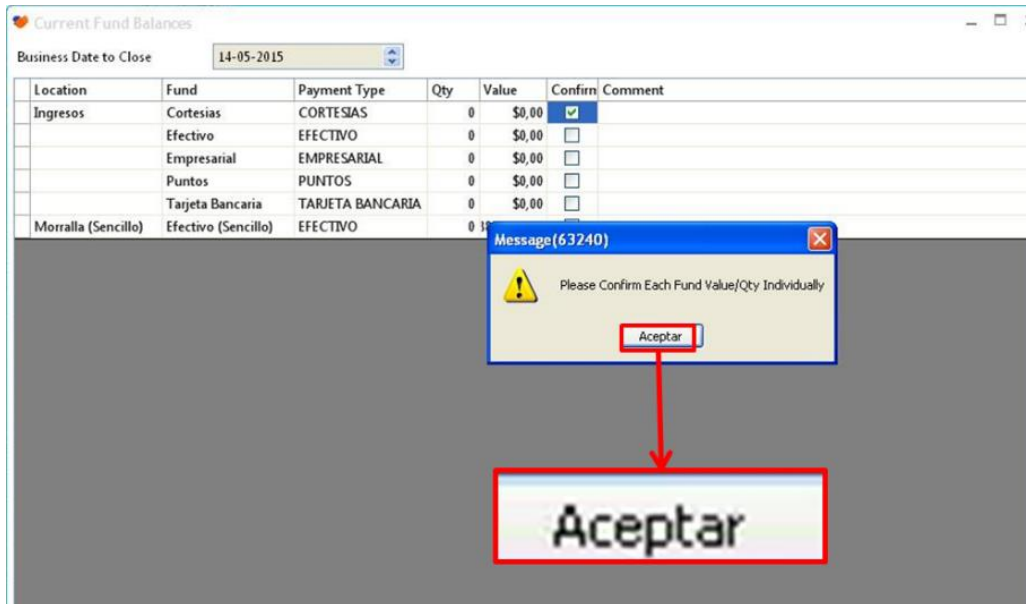 Current Fund Balances
Business Date to Close 14-05-2015
Location Fund Payment Type Qty Value Confirm Comment
Ingresos Cortesias CORTESIAS 0 $0,00
Efectivo EFECTIVO 0 $0,00
Empresarial EMPRESARIAL 0 $0,00
Puntos PUNTOS 0 $0,00
Tarjeta Bancaria TARJETA BANCARIA 0 $0,00
Morralla (Sencillo) Efectivo (Sencillo) EFECTIVO 0
Message(63240)
Please Confirm Each Fund Value/Qty Individually
Aceptar
Aceptar